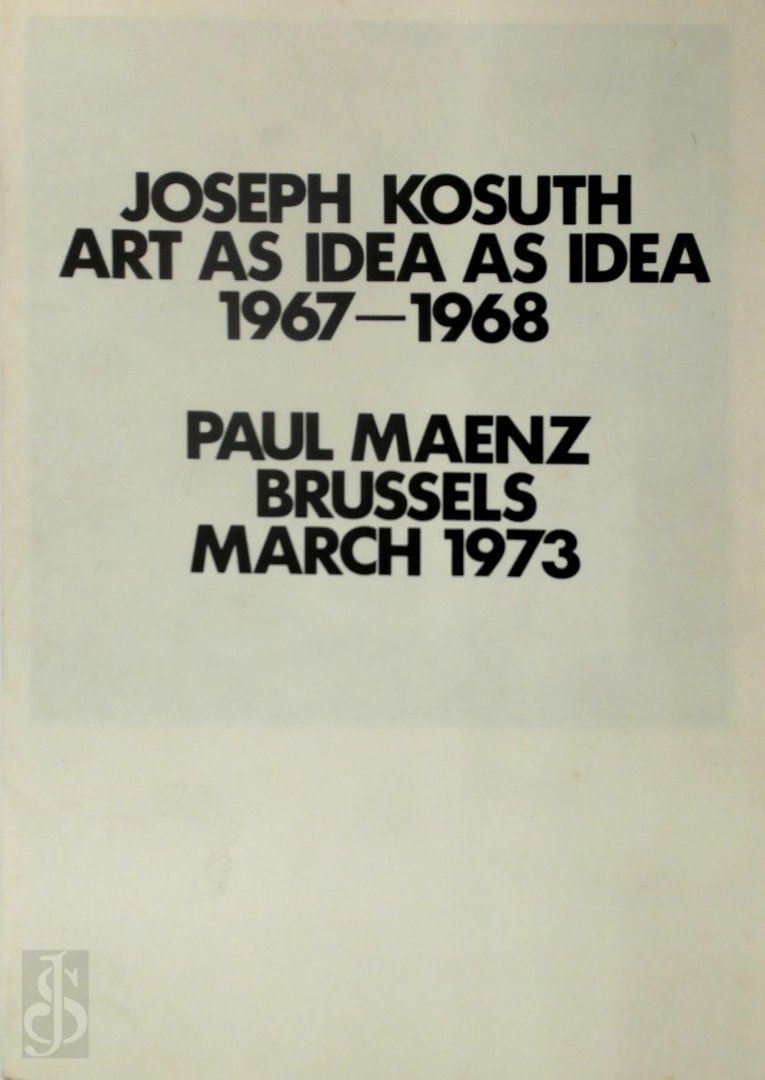 JOSEPH KOSUTH
ART AS IDEA AS IDEA
1967—1968
PAUL MAENZ
BRUSSELS
MARCH 1973